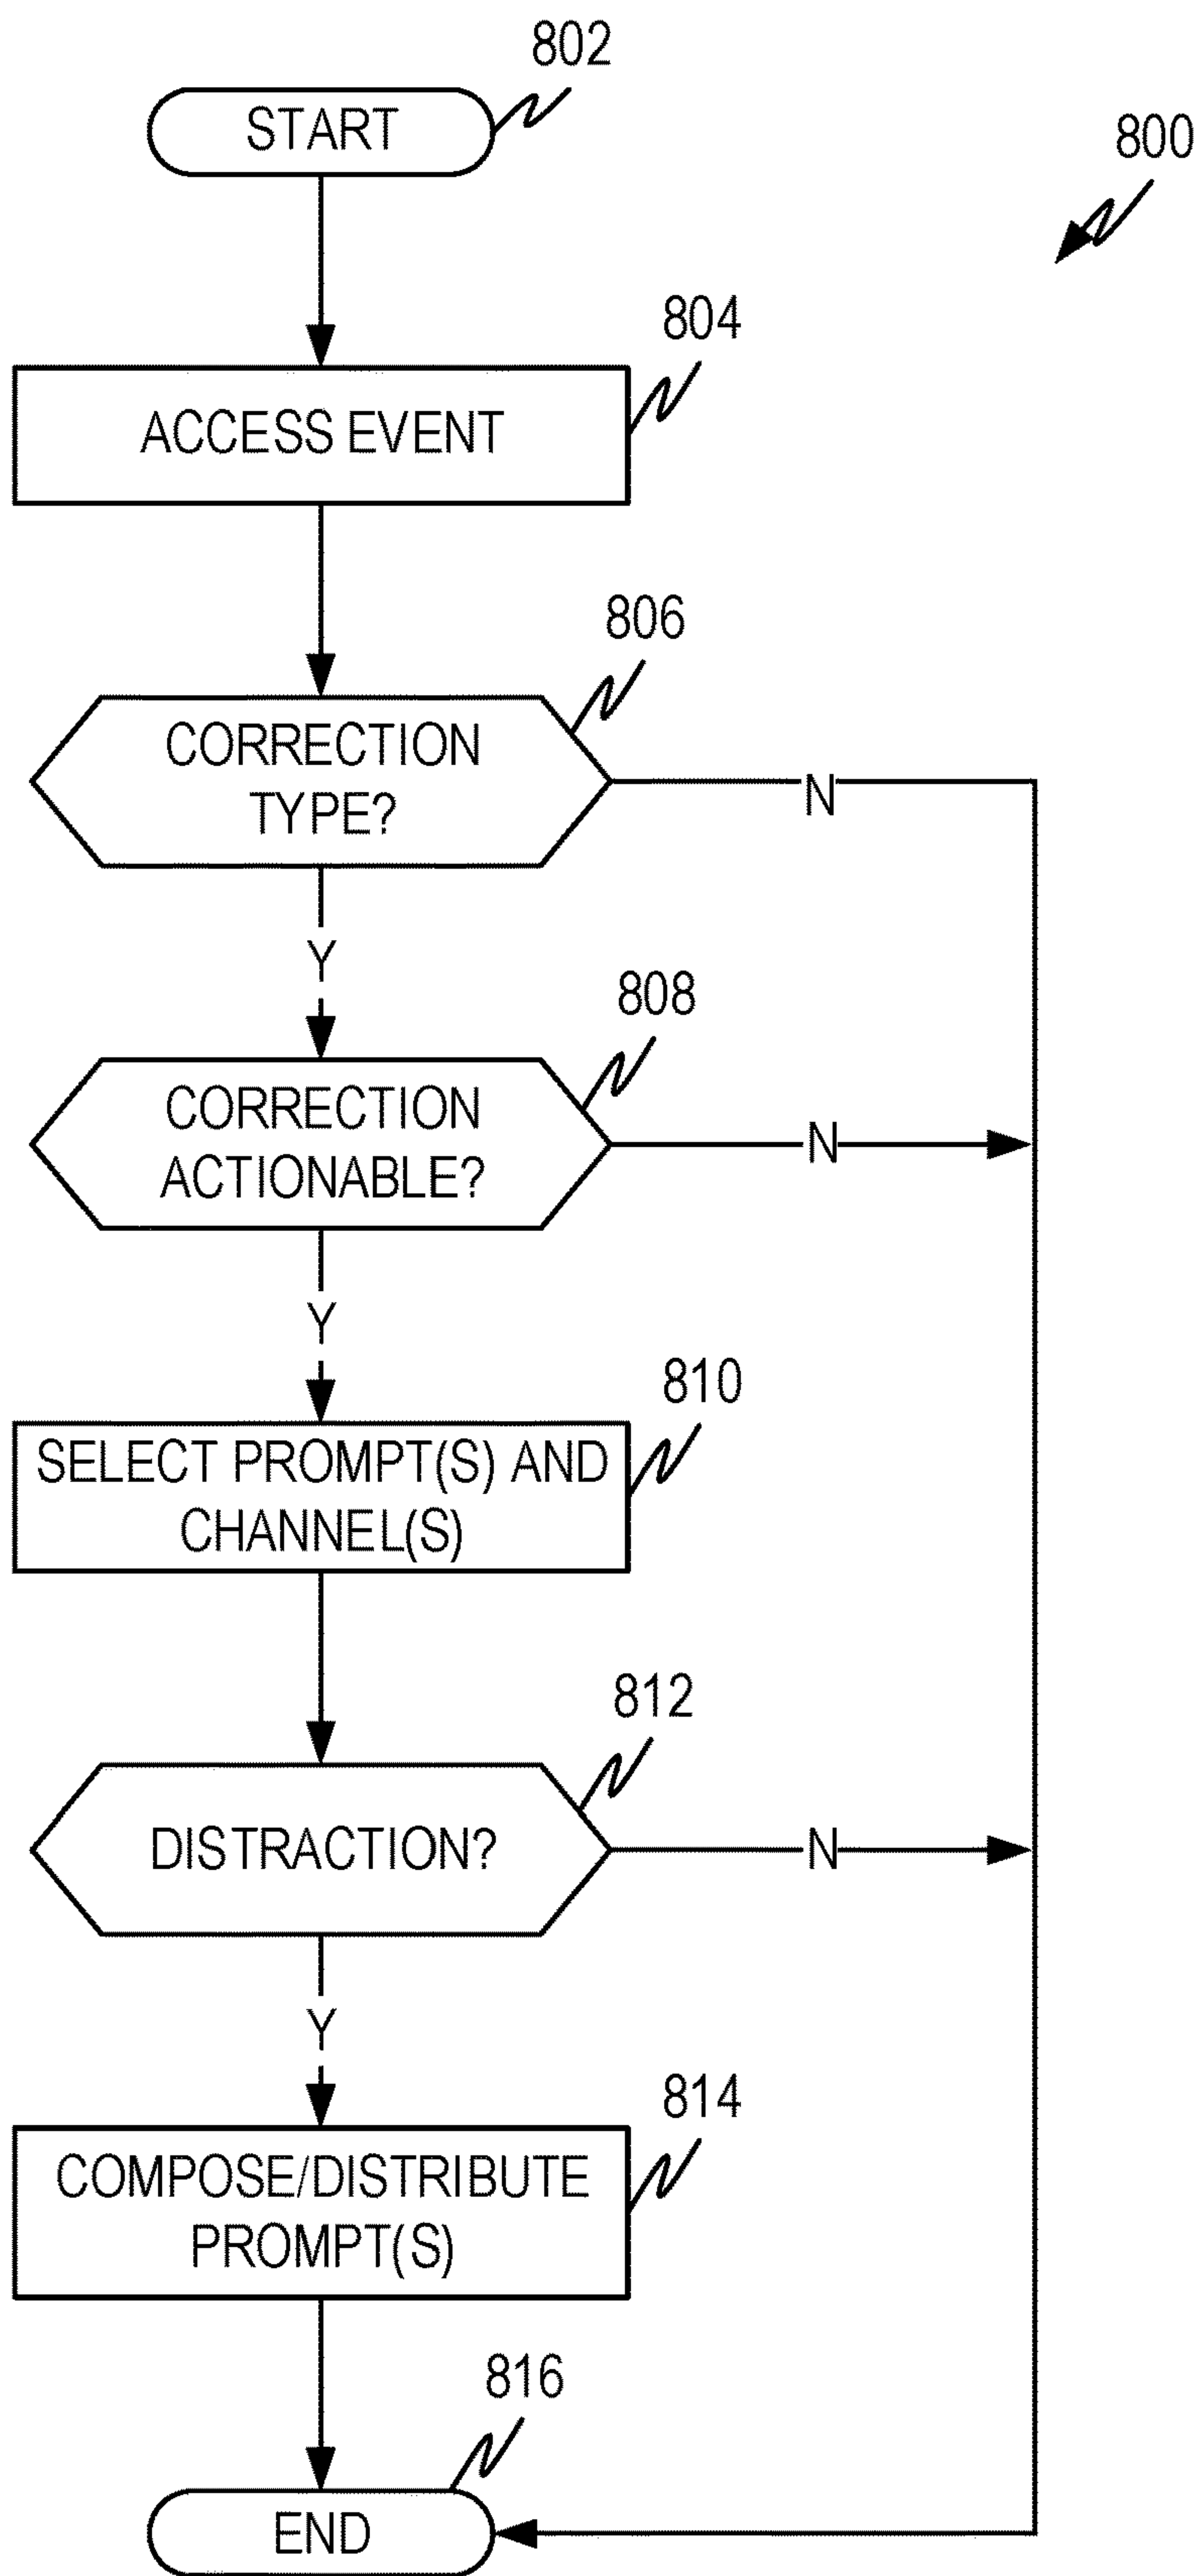 802
START
800
804
ACCESS EVENT
806
CORRECTION
TYPE?
N
Y
808
CORRECTION
ACTIONABLE?
N
Y
810
SELECT PROMPT(S) AND
CHANNEL(S)
812
DISTRACTION?
N
Y
814
COMPOSE/DISTRIBUTE
PROMPT(S)
816
END